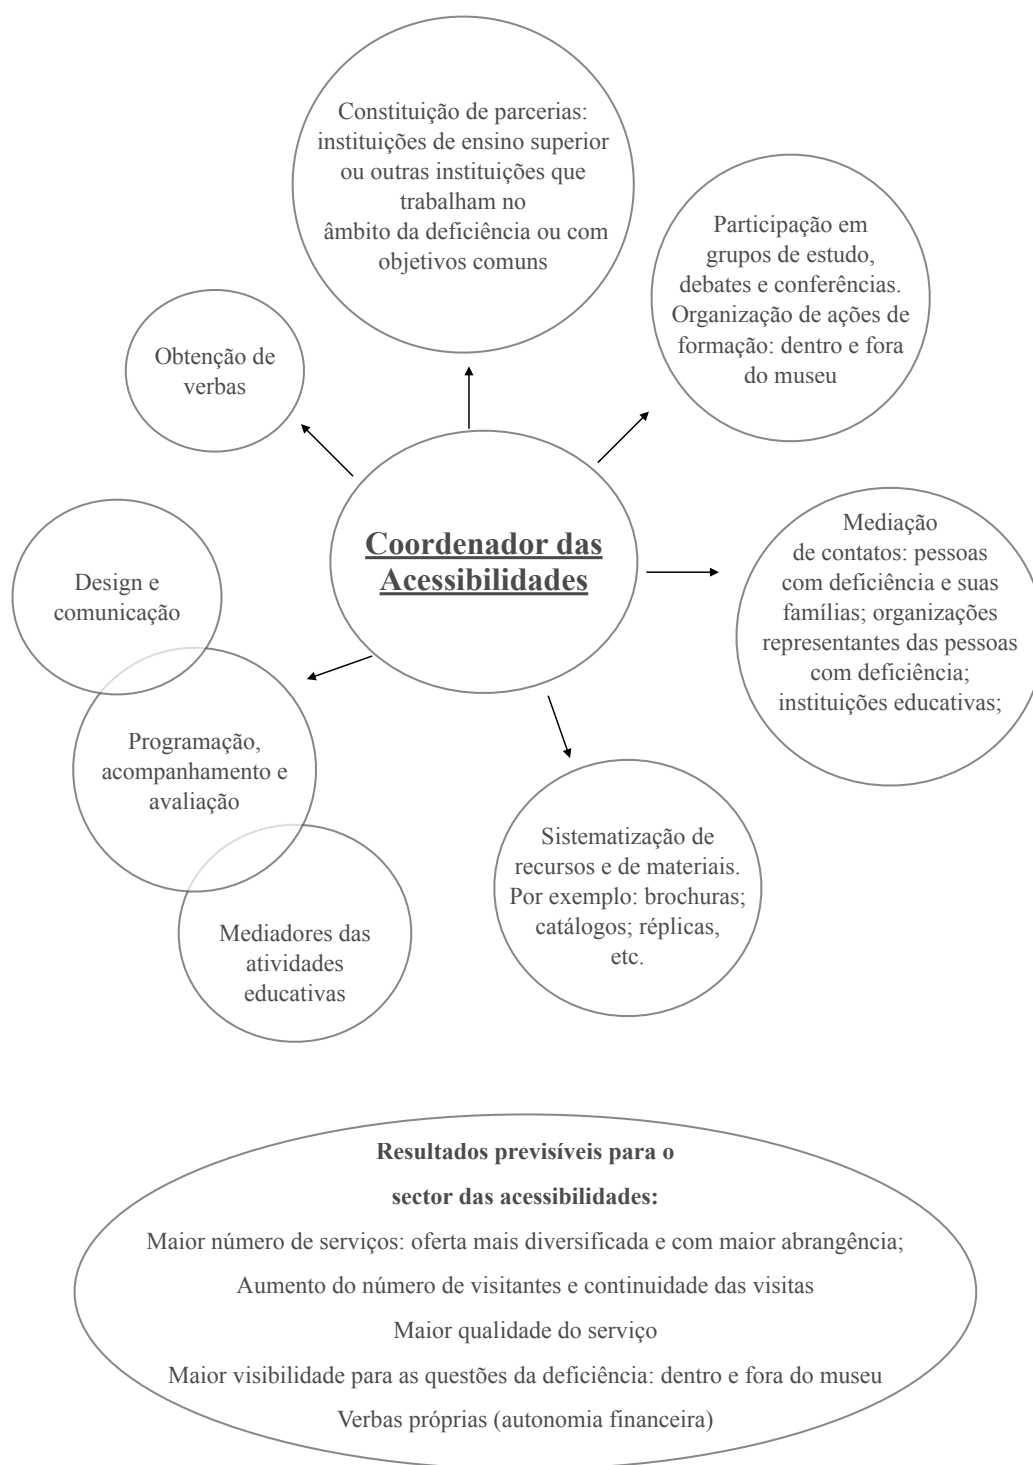 Constituição de parcerias:
instituições de ensino superior
ou outras instituições que
trabalham no
âmbito da deficiência ou com
objetivos comuns
Participação em
grupos de estudo,
debates e conferências.
Organização de ações de
formação: dentro e fora
do museu
Obtenção de
verbas
Coordenador das
Acessibilidades
Mediação
de contatos: pessoas
com deficiência e suas
famílias; organizações
representantes das pessoas
com deficiência;
instituições educativas;
Design e
comunicação
Programação,
acompanhamento e
avaliação
Sistematização de
recursos e de materiais.
Por exemplo: brochuras;
catálogos; réplicas,
etc.
Mediadores das
atividades
educativas
Resultados previsíveis para o
sector das acessibilidades:
Maior número de serviços: oferta mais diversificada e com maior abrangência;
Aumento do número de visitantes e continuidade das visitas
Maior qualidade do serviço
Maior visibilidade para as questões da deficiência: dentro e fora do museu
Verbas próprias (autonomia financeira)